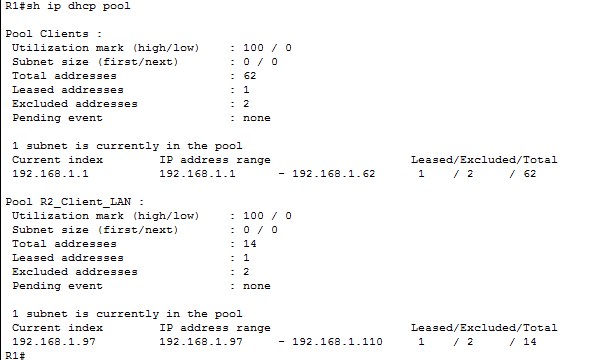 R1#sh ip dhcp pool
Pool Clients :
Utilization mark (high/low) : 100 / 0
Subnet size (first/next) : 0 / 0
Total addresses : 62
Leased addresses : 1
Excluded addresses : 2
Pending event : none
1 subnet is currently in the pool
Current index IP address range Leased/Excluded/Total
192.168.1.1 192.168.1.1 - 192.168.1.62 1 / 2 / 62
Pool R2_Client_LAN :
Utilization mark (high/low) : 100 / 0
Subnet size (first/next) : 0 / 0
Total addresses : 14
Leased addresses : 1
Excluded addresses : 2
Pending event : none
1 subnet is currently in the pool
Current index IP address range Leased/Excluded/Total
192.168.1.97 192.168.1.97 - 192.168.1.110 1 / 2 / 14
R1#